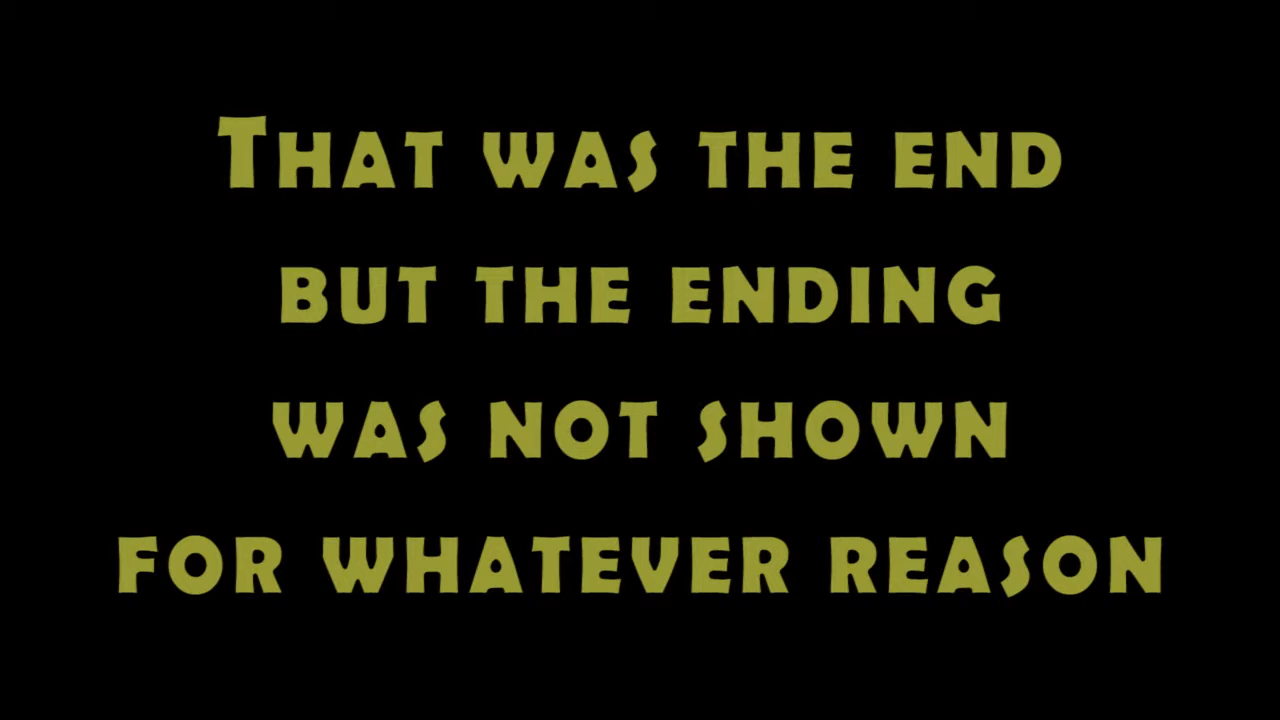 That was the end
but the ending
was not shown
for whatever reason